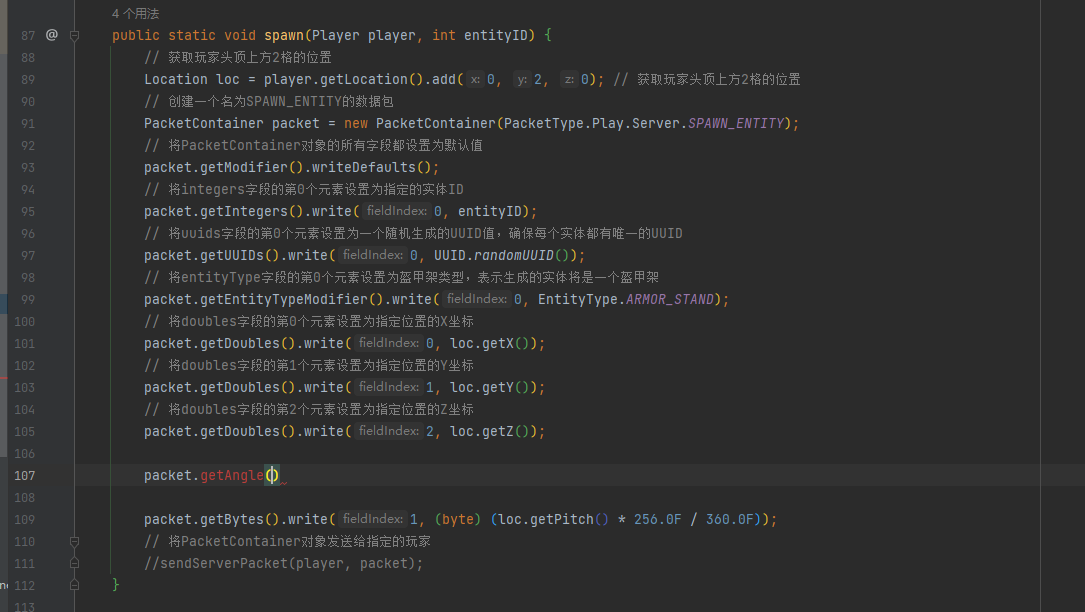 4 个用法
87 @ public static void spawn(Player player, int entityID) {
88 // 获取玩家头顶上方2格的位置
89 Location loc = player.getLocation().add( x: 0, y: 2, z: 0); // 获取玩家头顶上方2格的位置
90 // 创建一个名为SPAWN_ENTITY的数据包
91 PacketContainer packet = new PacketContainer(PacketType.Play.Server.SPAWN_ENTITY);
92 // 将PacketContainer对象的所有字段都设置为默认值
93 packet.getModifier().writeDefaults();
94 // 将integers字段的第0个元素设置为指定的实体ID
95 packet.getIntegers().write( fieldIndex: 0, entityID);
96 // 将uuids字段的第0个元素设置为一个随机生成的UUID值，确保每个实体都有唯一的UUID
97 packet.getUUIDs().write( fieldIndex: 0, UUID.randomUUID());
98 // 将entityType字段的第0个元素设置为盔甲架类型，表示生成的实体将是一个盔甲架
99 packet.getEntityTypeModifier().write( fieldIndex: 0, EntityType.ARMOR_STAND);
100 // 将doubles字段的第0个元素设置为指定位置的X坐标
101 packet.getDoubles().write( fieldIndex: 0, loc.getX());
102 // 将doubles字段的第1个元素设置为指定位置的Y坐标
103 packet.getDoubles().write( fieldIndex: 1, loc.getY());
104 // 将doubles字段的第2个元素设置为指定位置的Z坐标
105 packet.getDoubles().write( fieldIndex: 2, loc.getZ());
106
107 packet.getAngle()
108
109 packet.getBytes().write( fieldIndex: 1, (byte) (loc.getPitch() * 256.0F / 360.0F));
110 // 将PacketContainer对象发送给指定的玩家
111 //sendServerPacket(player, packet);
112 }
113